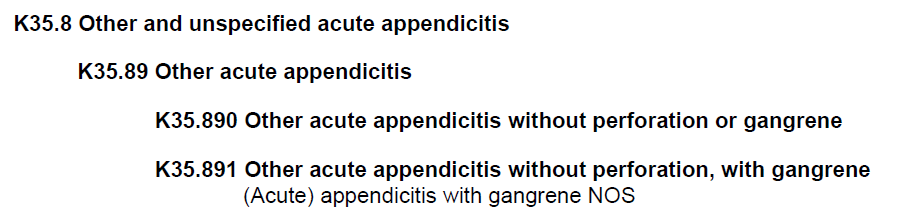 K35.8 Other and unspecified acute appendicitis
K35.89 Other acute appendicitis
K35.890 Other acute appendicitis without perforation or gangrene
K35.891 Other acute appendicitis without perforation, with gangrene
(Acute) appendicitis with gangrene NOS